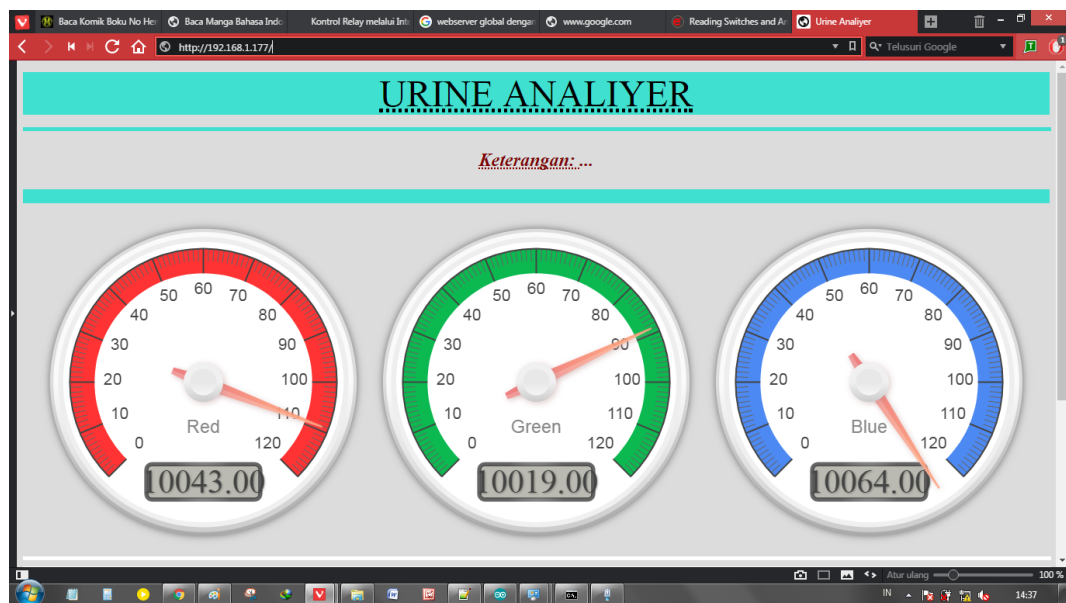 Baca Komik Boku No Her
Baca Manga Bahasa Indo
Kontrol Relay melalui Int
webserver global dengan
www.google.com
Reading Switches and An
Urine Analiyer
http://192.168.1.177/
Telusuri Google
1
URINE ANALIYER
Keterangan: ...
0 10 20 30 40 50 60 70 80 90 100 110 120
Red
10043.00
0 10 20 30 40 50 60 70 80 90 100 110 120
Green
10019.00
0 10 20 30 40 50 60 70 80 90 100 110 120
Blue
10064.00
Atur ulang
100 %
IN
14:37